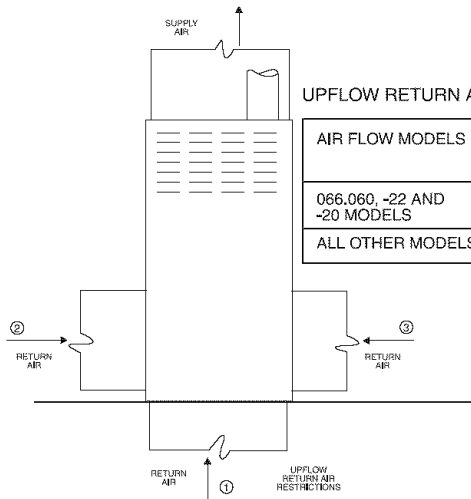 SUPPLY
AIR
UPFLOW RETURN A
AIR FLOW MODELS
066.060, -22 AND
-20 MODELS
ALL OTHER MODELS
②
RETURN
AIR
③
RETURN
AIR
RETURN
AIR
①
UPFLOW
RETURN AIR
RESTRICTIONS